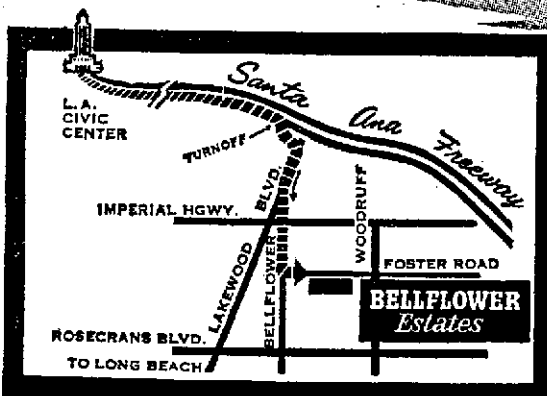 Santa Ana Freeway
L.A.
CIVIC
CENTER
TURNOFF
BLVD.
WOODRUFF
IMPERIAL HGWY.
LAKEWOOD
BELLFLOWER
FOSTER ROAD
BELLFLOWER
Estates
ROSECRANS BLVD.
TO LONG BEACH